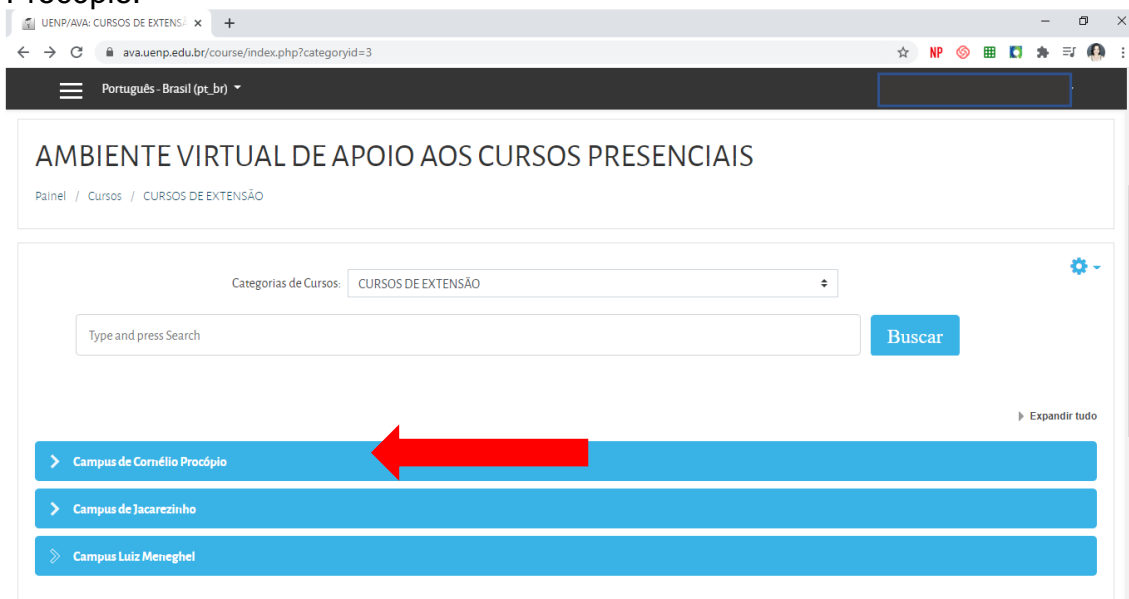 Procópio.
UENP/AVA: CURSOS DE EXTENSÃ
ava.uenp.edu.br/course/index.php?categoryid=3
NP
Português - Brasil (pt_br)
AMBIENTE VIRTUAL DE APOIO AOS CURSOS PRESENCIAIS
Painel / Cursos / CURSOS DE EXTENSÃO
Categorias de Cursos: CURSOS DE EXTENSÃO
Type and press Search
Buscar
Expandir tudo
Campus de Cornélio Procópio
Campus de Jacarezinho
Campus Luiz Meneghel